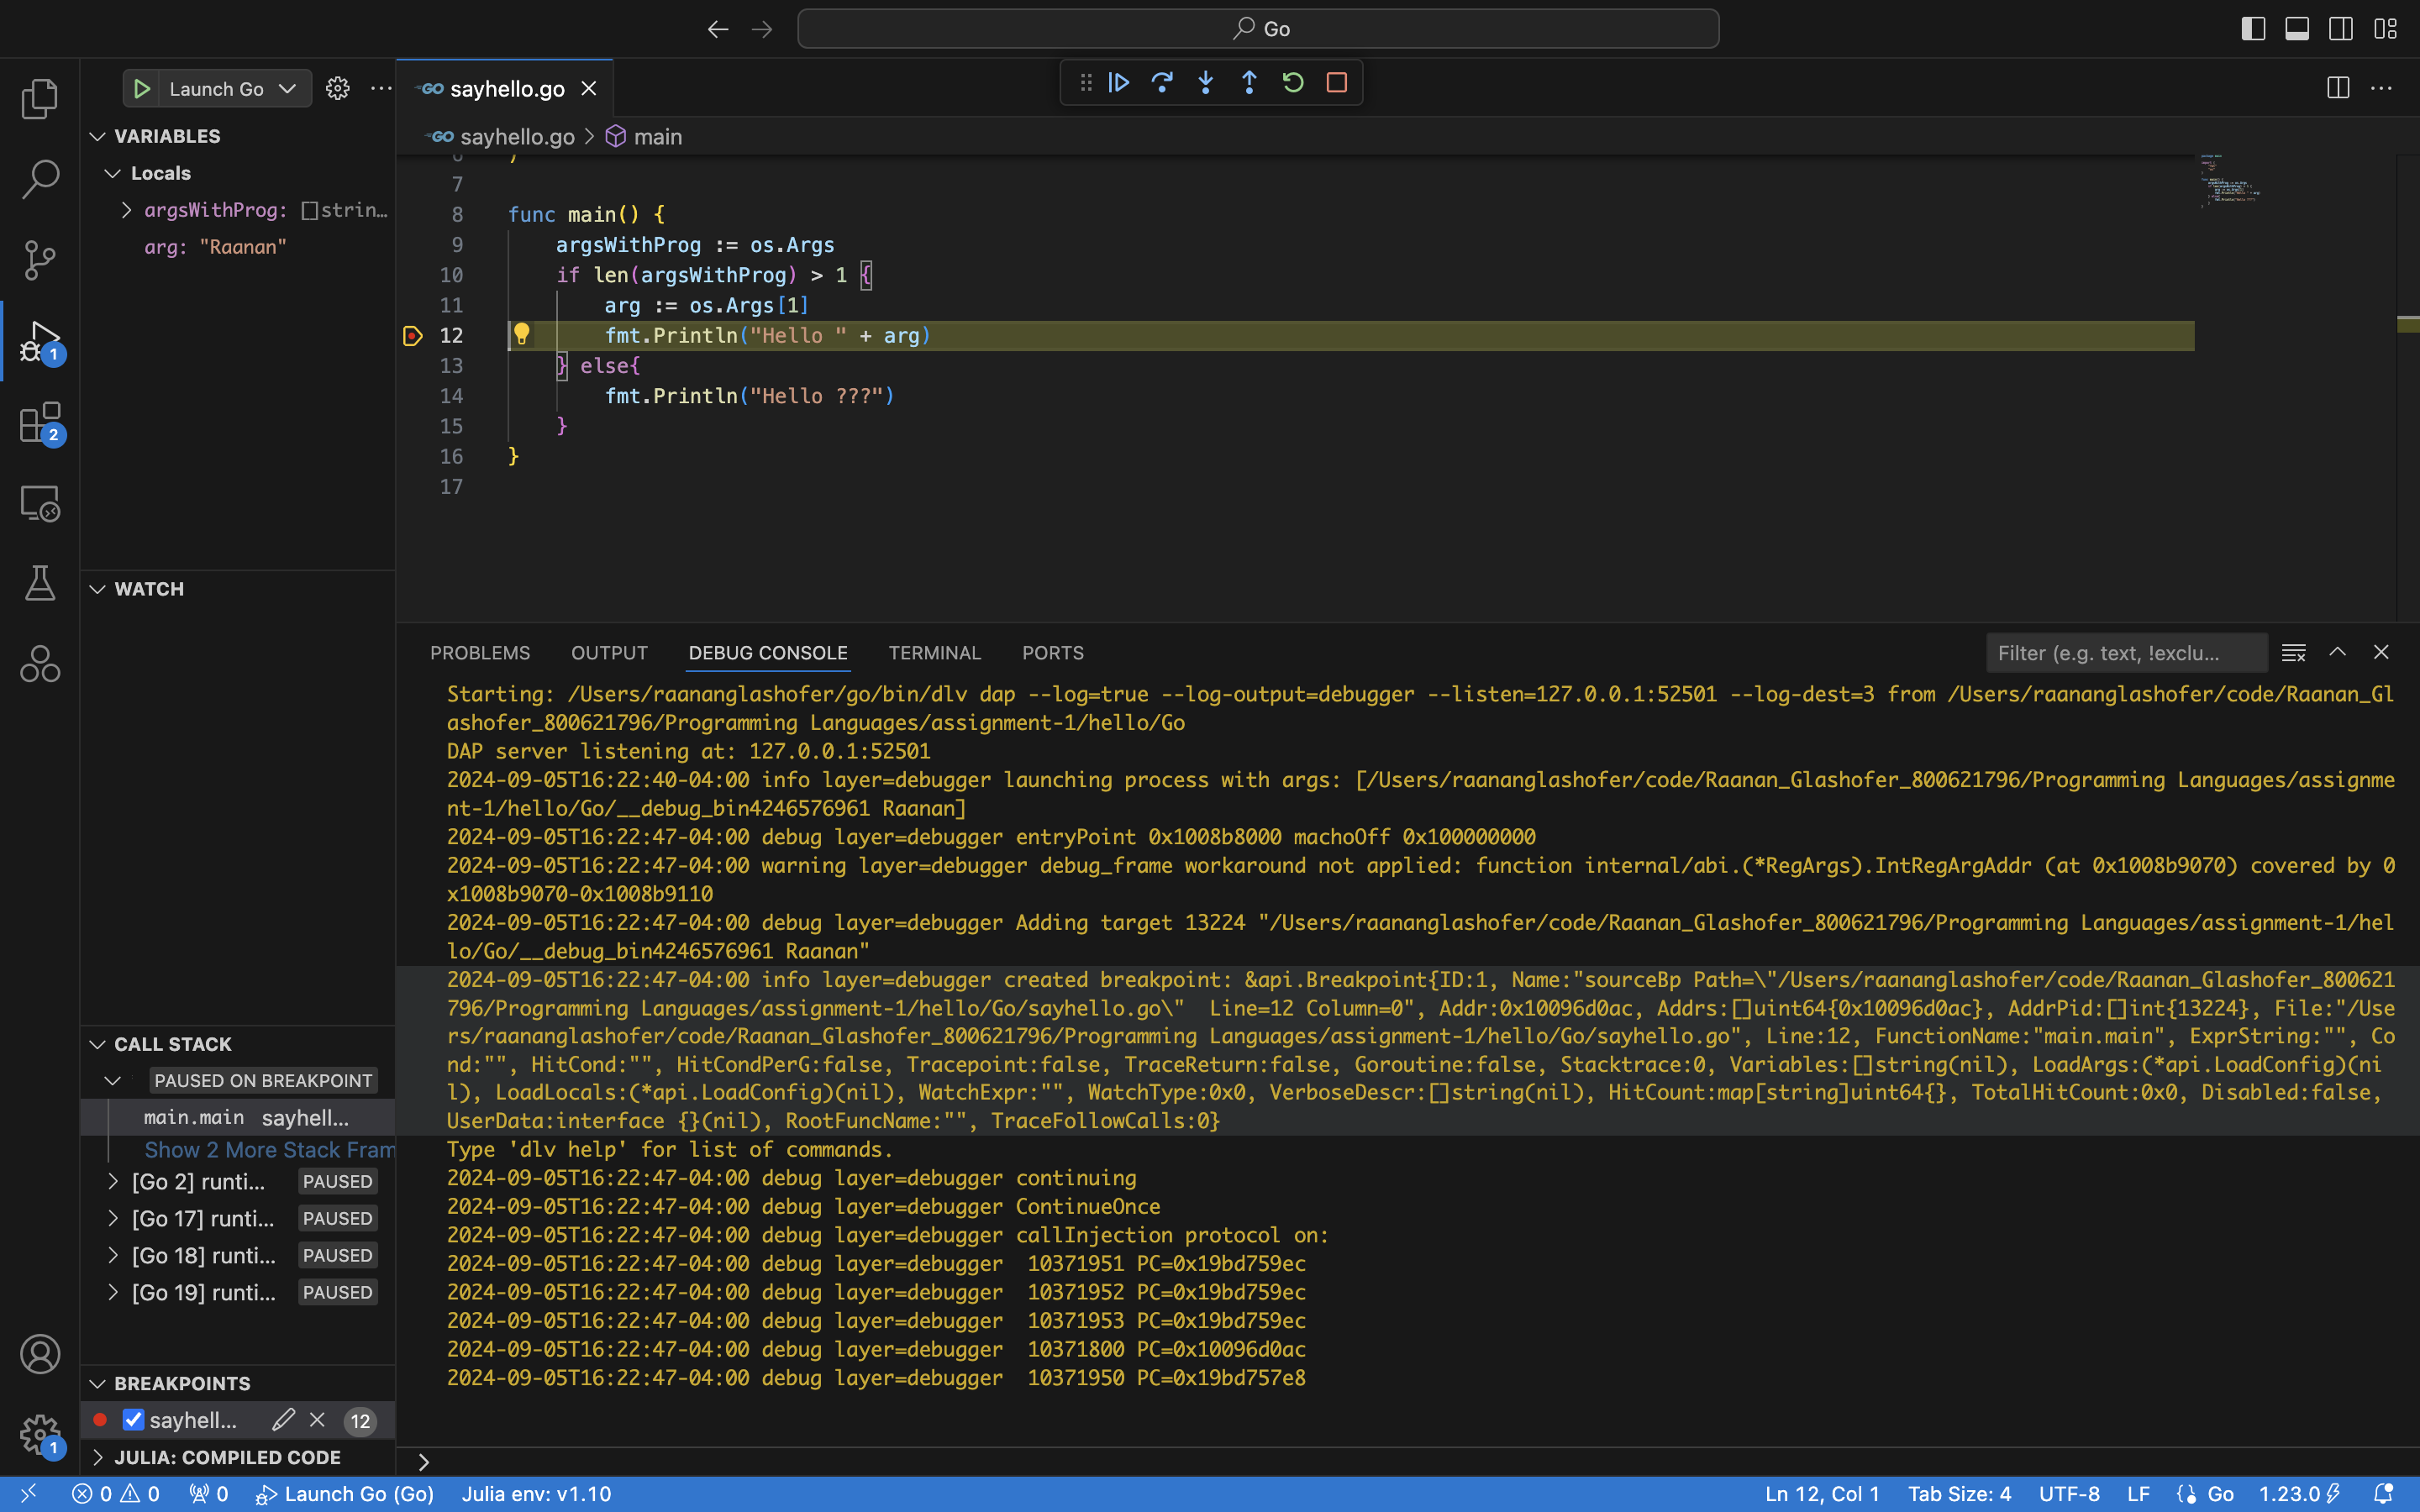 Go
Launch Go
VARIABLES
Locals
argsWithProg: []strin…
arg: "Raanan"
WATCH
CALL STACK
PAUSED ON BREAKPOINT
main.main sayhell...
Show 2 More Stack Fram
[Go 2] runti... PAUSED
[Go 17] runti... PAUSED
[Go 18] runti... PAUSED
[Go 19] runti... PAUSED
BREAKPOINTS
sayhell... 12
JULIA: COMPILED CODE
1
2
1
GO sayhello.go
GO sayhello.go > main
6 )
7
8 func main() {
9 argsWithProg := os.Args
10 if len(argsWithProg) > 1 {
11 arg := os.Args[1]
12 fmt.Println("Hello " + arg)
13 } else{
14 fmt.Println("Hello ???")
15 }
16 }
17
PROBLEMS OUTPUT DEBUG CONSOLE TERMINAL PORTS
Filter (e.g. text, !exclu...
Starting: /Users/raananglashofer/go/bin/dlv dap --log=true --log-output=debugger --listen=127.0.0.1:52501 --log-dest=3 from /Users/raananglashofer/code/Raanan_Gl
ashofer_800621796/Programming Languages/assignment-1/hello/Go
DAP server listening at: 127.0.0.1:52501
2024-09-05T16:22:40-04:00 info layer=debugger launching process with args: [/Users/raananglashofer/code/Raanan_Glashofer_800621796/Programming Languages/assignme
nt-1/hello/Go/__debug_bin4246576961 Raanan]
2024-09-05T16:22:47-04:00 debug layer=debugger entryPoint 0x1008b8000 machoOff 0x100000000
2024-09-05T16:22:47-04:00 warning layer=debugger debug_frame workaround not applied: function internal/abi.(*RegArgs).IntRegArgAddr (at 0x1008b9070) covered by 0
x1008b9070-0x1008b9110
2024-09-05T16:22:47-04:00 debug layer=debugger Adding target 13224 "/Users/raananglashofer/code/Raanan_Glashofer_800621796/Programming Languages/assignment-1/hel
lo/Go/__debug_bin4246576961 Raanan"
2024-09-05T16:22:47-04:00 info layer=debugger created breakpoint: &api.Breakpoint{ID:1, Name:"sourceBp Path=\"/Users/raananglashofer/code/Raanan_Glashofer_800621
796/Programming Languages/assignment-1/hello/Go/sayhello.go\" Line=12 Column=0", Addr:0x10096d0ac, Addrs:[]uint64{0x10096d0ac}, AddrPid:[]int{13224}, File:"/Use
rs/raananglashofer/code/Raanan_Glashofer_800621796/Programming Languages/assignment-1/hello/Go/sayhello.go", Line:12, FunctionName:"main.main", ExprString:"", Co
nd:"", HitCond:"", HitCondPerG:false, Tracepoint:false, TraceReturn:false, Goroutine:false, Stacktrace:0, Variables:[]string(nil), LoadArgs:(*api.LoadConfig)(ni
l), LoadLocals:(*api.LoadConfig)(nil), WatchExpr:"", WatchType:0x0, VerboseDescr:[]string(nil), HitCount:map[string]uint64{}, TotalHitCount:0x0, Disabled:false,
UserData:interface {}(nil), RootFuncName:"", TraceFollowCalls:0}
Type 'dlv help' for list of commands.
2024-09-05T16:22:47-04:00 debug layer=debugger continuing
2024-09-05T16:22:47-04:00 debug layer=debugger ContinueOnce
2024-09-05T16:22:47-04:00 debug layer=debugger callInjection protocol on:
2024-09-05T16:22:47-04:00 debug layer=debugger 10371951 PC=0x19bd759ec
2024-09-05T16:22:47-04:00 debug layer=debugger 10371952 PC=0x19bd759ec
2024-09-05T16:22:47-04:00 debug layer=debugger 10371953 PC=0x19bd759ec
2024-09-05T16:22:47-04:00 debug layer=debugger 10371800 PC=0x10096d0ac
2024-09-05T16:22:47-04:00 debug layer=debugger 10371950 PC=0x19bd757e8
0 0 0 Launch Go (Go) Julia env: v1.10 Ln 12, Col 1 Tab Size: 4 UTF-8 LF Go 1.23.0